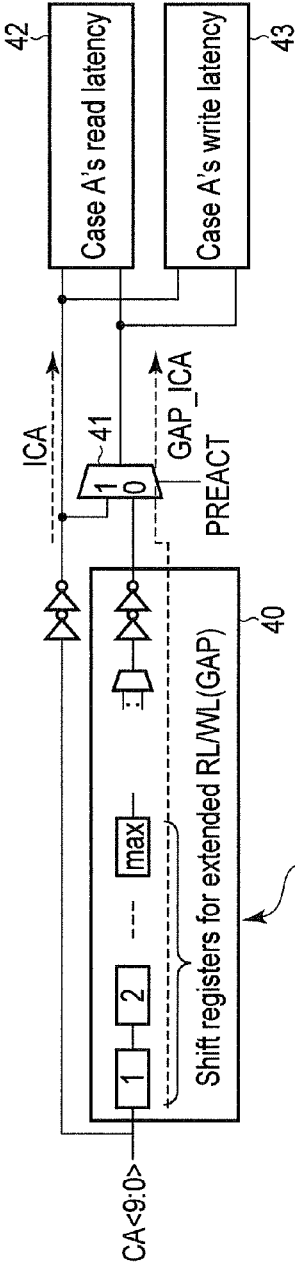 42
Case A's read latency
43
Case A's write latency
ICA
41
1
0
GAP_ICA
PREACT
40
1
2
max
Shift registers for extended RL/WL(GAP)
CA<9:0>